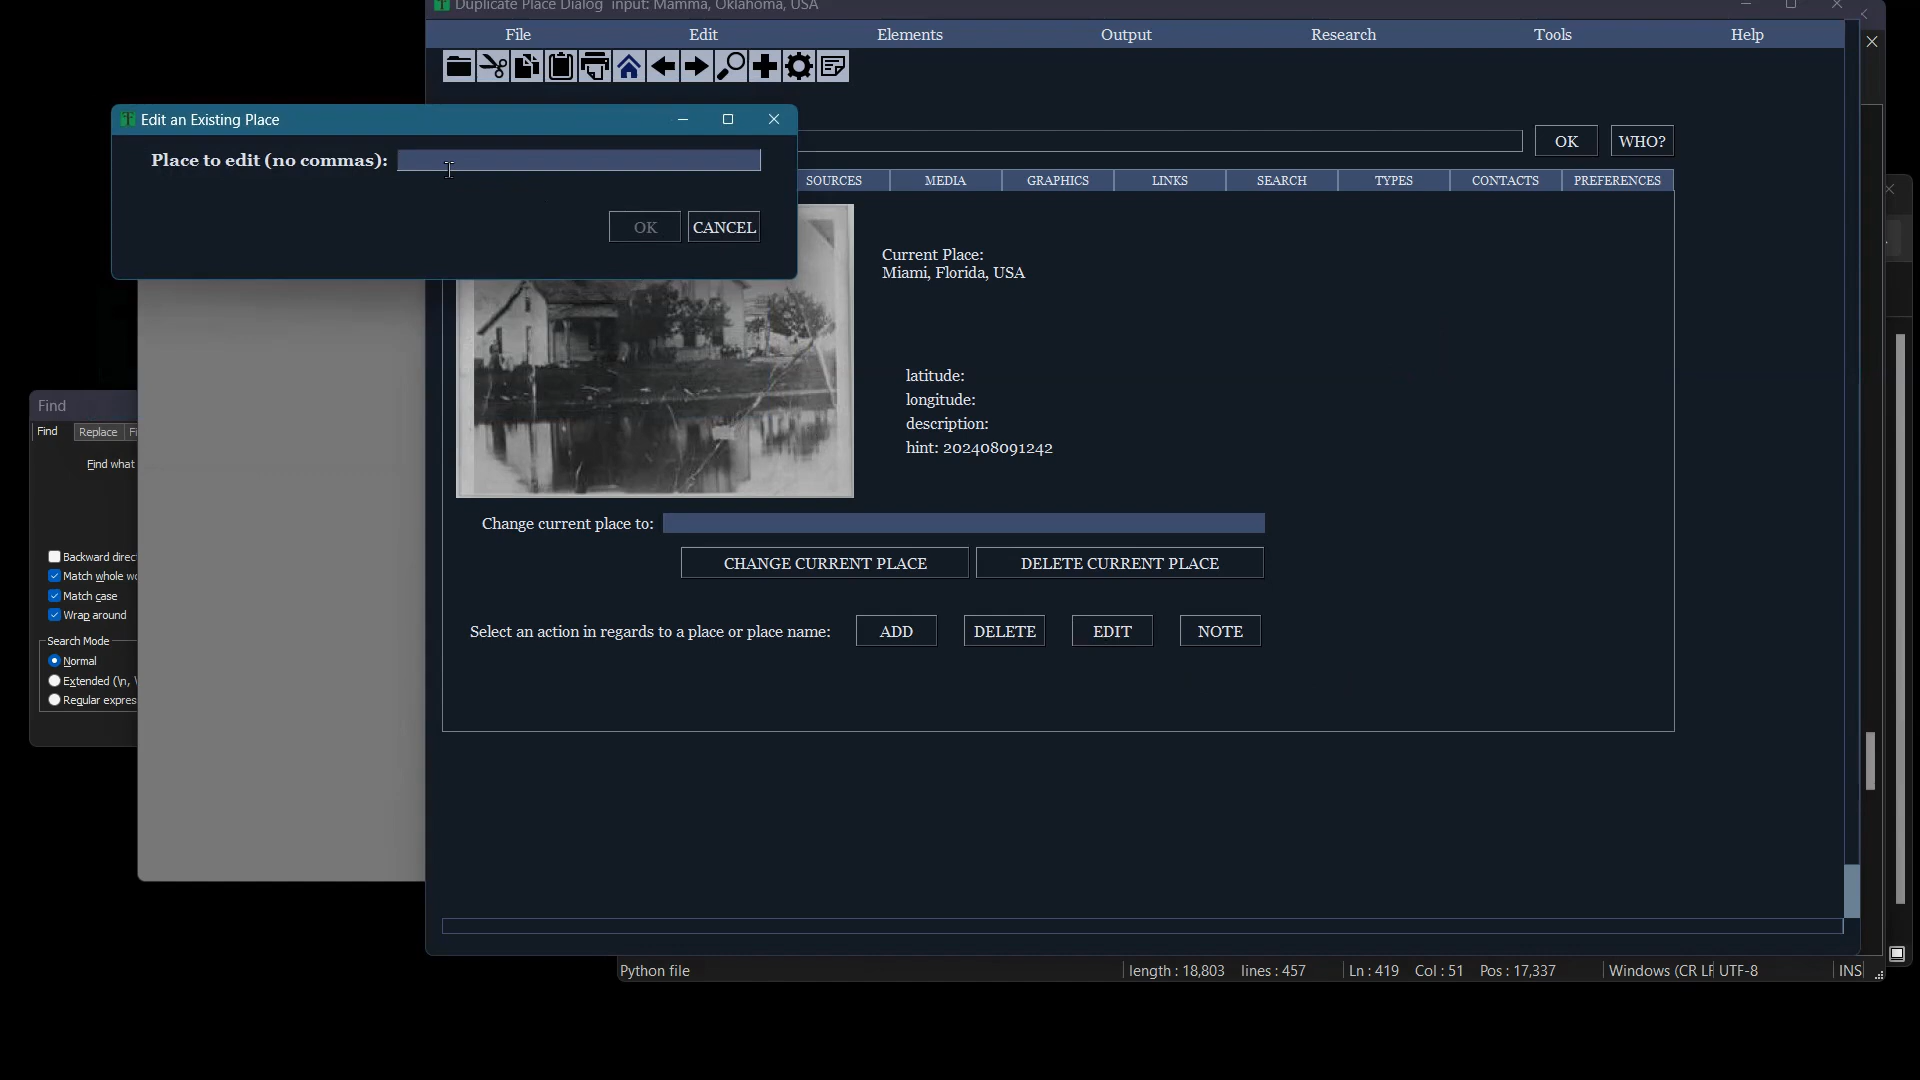 Duplicate Place Dialog input: Mamma, Oklahoma, USA
File Edit Elements Output Research Tools Help
Edit an Existing Place
Place to edit (no commas):
OK CANCEL
OK WHO?
SOURCES MEDIA GRAPHICS LINKS SEARCH TYPES CONTACTS PREFERENCES
Current Place:
Miami, Florida, USA
latitude:
longitude:
description:
hint: 202408091242
Change current place to:
CHANGE CURRENT PLACE DELETE CURRENT PLACE
Select an action in regards to a place or place name: ADD DELETE EDIT NOTE
Find
Find Replace Fi
Find what
Backward direc
Match whole wo
Match case
Wrap around
Search Mode
Normal
Extended (\n, \
Regular expres
Python file length : 18,803 lines : 457 Ln : 419 Col : 51 Pos : 17,337 Windows (CR LF UTF-8 INS